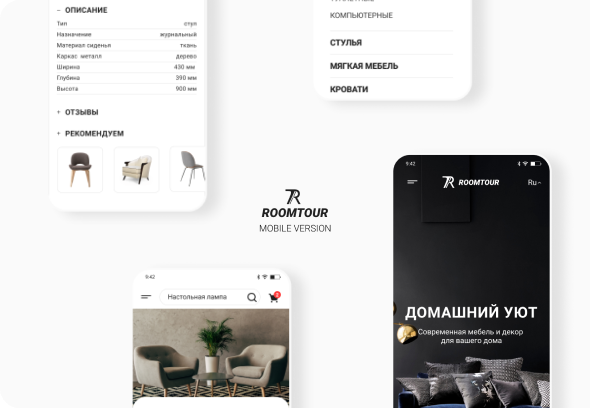 − ОПИСАНИЕ
Тип стул
Назначение журнальный
Материал сиденья ткань
Каркас металл дерево
Ширина 430 мм
Глубина 390 мм
Высота 900 мм
+ ОТЗЫВЫ
+ РЕКОМЕНДУЕМ
КОМПЬЮТЕРНЫЕ
СТУЛЬЯ
МЯГКАЯ МЕБЕЛЬ
КРОВАТИ
ROOMTOUR
MOBILE VERSION
9:42
Настольная лампа
9:42
ROOMTOUR
Ru
ДОМАШНИЙ УЮТ
Современная мебель и декор
для вашего дома